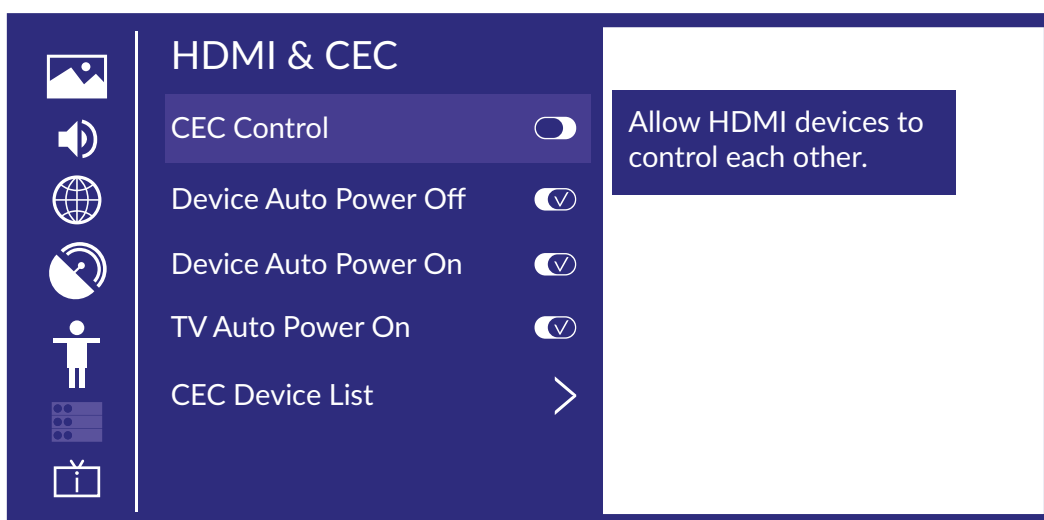 HDMI & CEC
CEC Control
Allow HDMI devices to
control each other.
Device Auto Power Off
Device Auto Power On
TV Auto Power On
CEC Device List
i